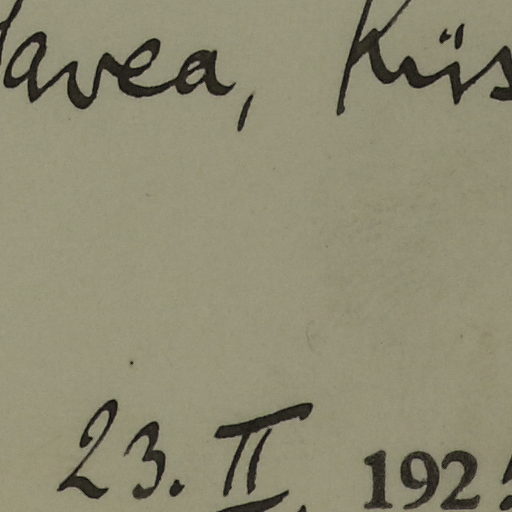 avea, Küs
23. II. 192